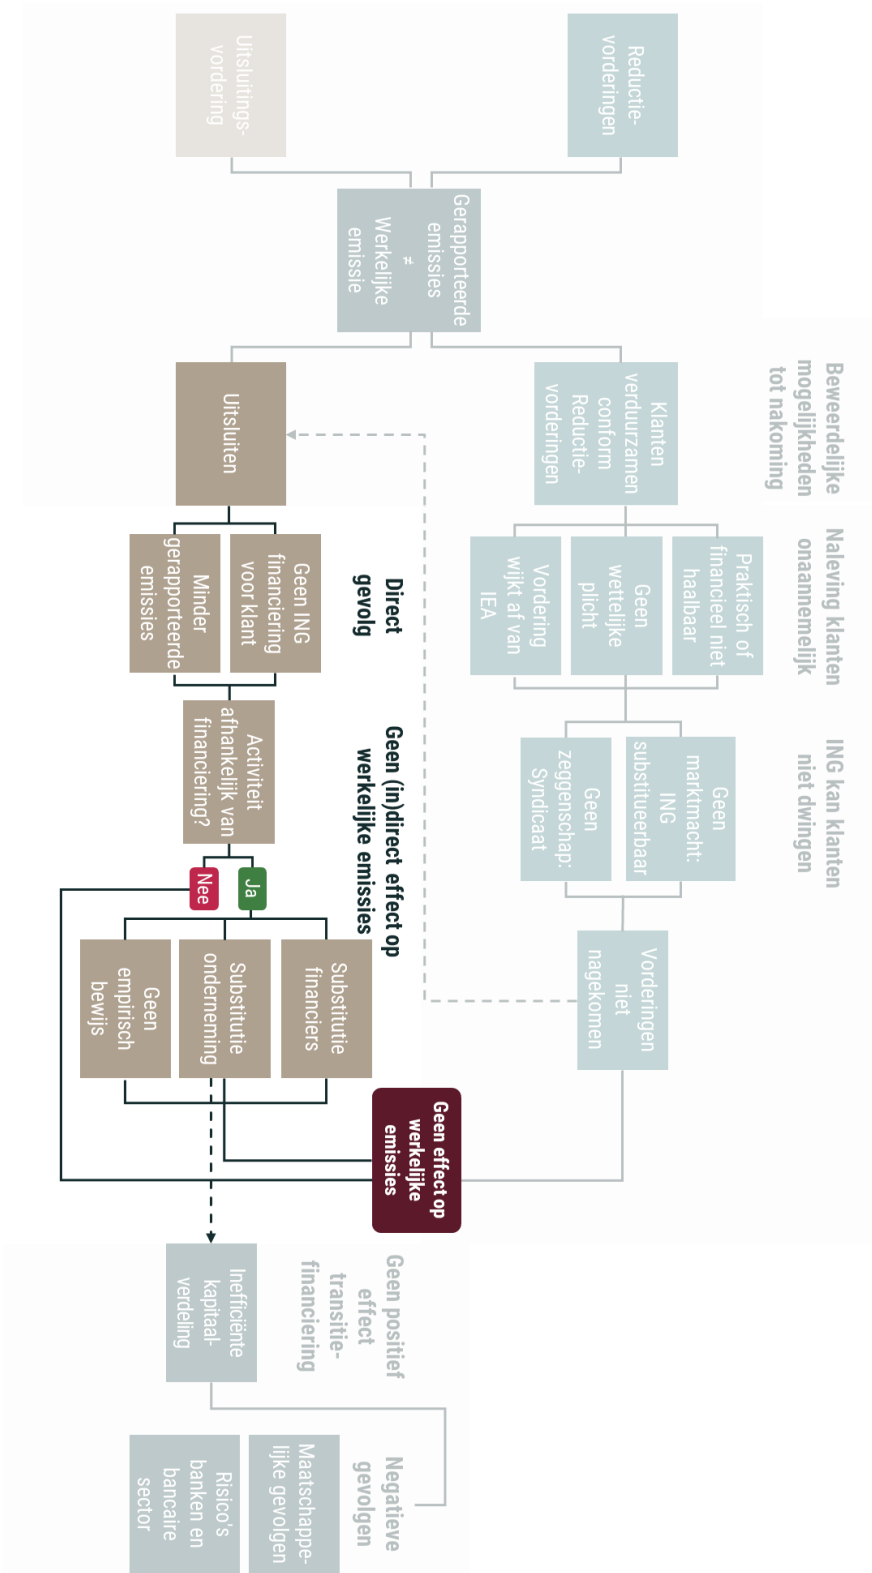 Reductie-
vorderingen
Uitsluitings-
vordering
Gerapporteerde
emissies
≠
Werkelijke
emissie
Beweerdelijke
mogelijkheden
tot nakoming
Klanten
verduurzamen
conform
Reductie-
vorderingen
Uitsluiten
Naleving klanten
onaannemelijk
Praktisch of
financieel niet
haalbaar
Geen
wettelijke
plicht
Vordering
wijkt af van
IEA
Direct
gevolg
Geen ING
financiering
voor klant
Minder
gerapporteerde
emissies
ING kan klanten
niet dwingen
Geen
marktmacht:
ING
substitueerbaar
Geen
zeggenschap:
Syndicaat
Geen (in)direct effect op
werkelijke emissies
Activiteit
afhankelijk van
financiering?
Ja
Nee
Vorderingen
niet
nagekomen
Substitutie
financiers
Substitutie
onderneming
Geen
empirisch
bewijs
Geen effect op
werkelijke
emissies
Geen positief
effect
transitie-
financiering
Inefficiënte
kapitaal-
verdeling
Negatieve
gevolgen
Maatschappe-
lijke gevolgen
Risico's
banken en
bancaire
sector